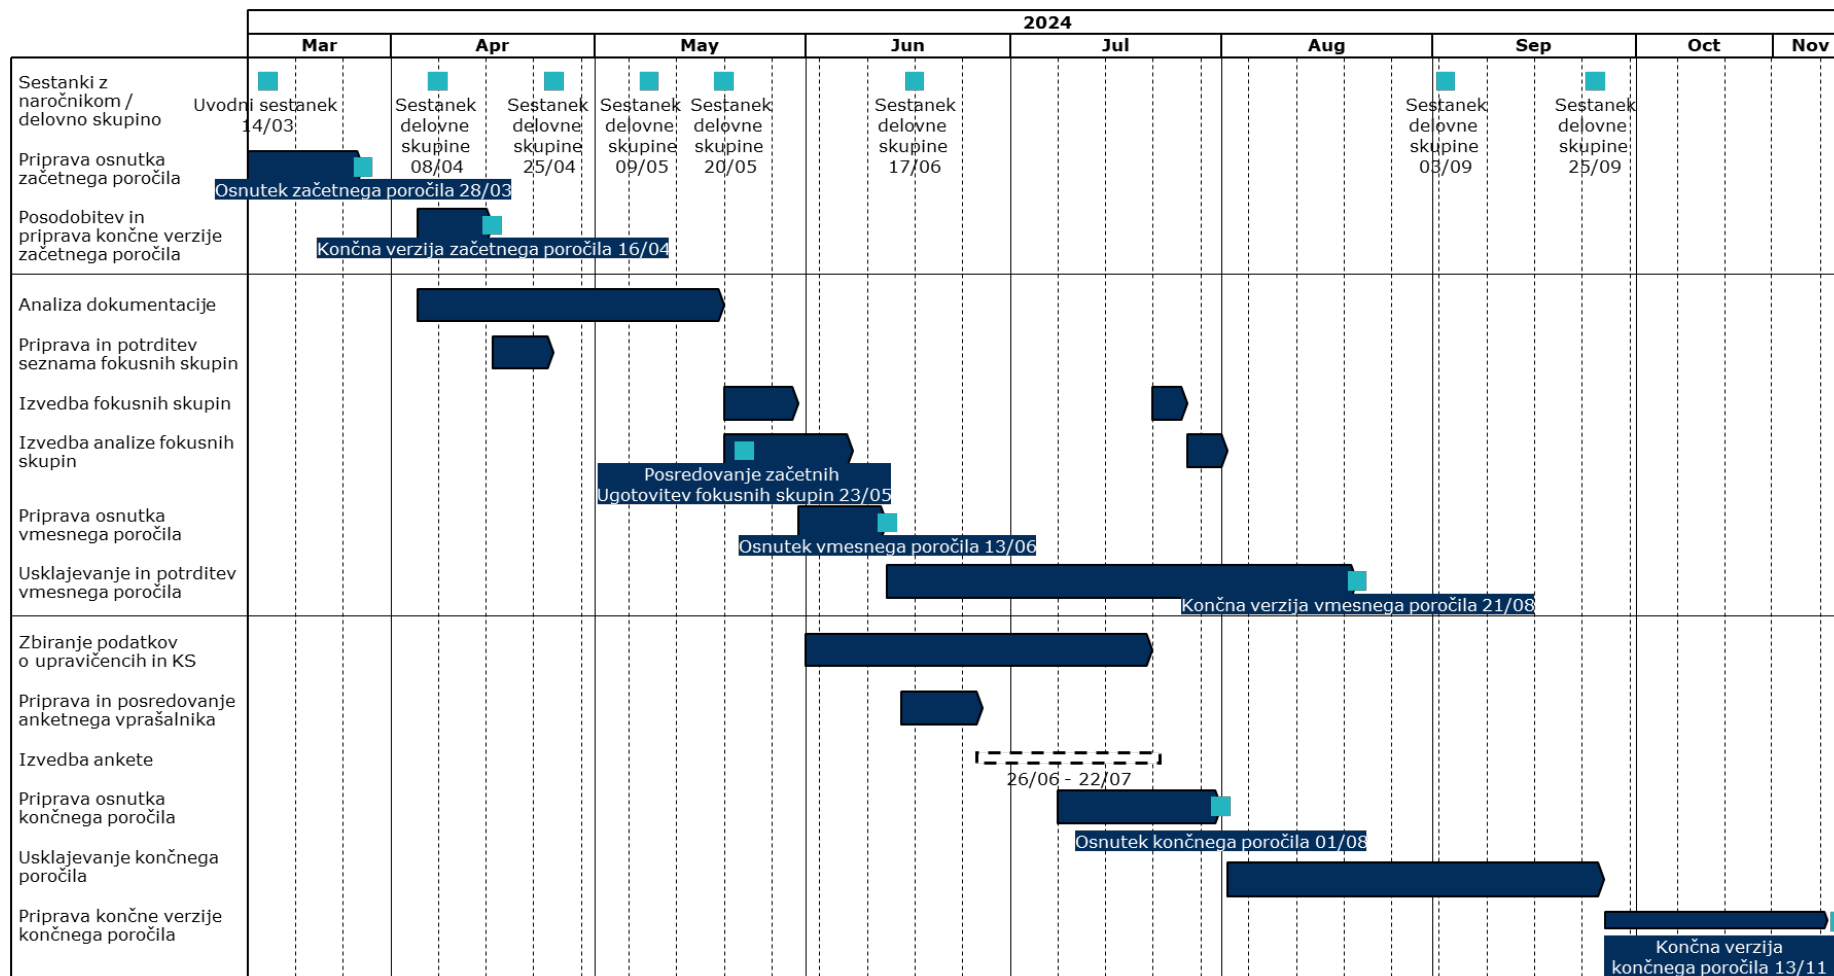 2024
Mar Apr May Jun Jul Aug Sep Oct Nov
Sestanki z
naročnikom /
delovno skupino
Uvodni sestanek
14/03
Sestanek
delovne
skupine
08/04
Sestanek
delovne
skupine
25/04
Sestanek
delovne
skupine
09/05
Sestanek
delovne
skupine
20/05
Sestanek
delovne
skupine
17/06
Sestanek
delovne
skupine
03/09
Sestanek
delovne
skupine
25/09
Priprava osnutka
začetnega poročila
Osnutek začetnega poročila 28/03
Posodobitev in
priprava končne verzije
začetnega poročila
Končna verzija začetnega poročila 16/04
Analiza dokumentacije
Priprava in potrditev
seznama fokusnih skupin
Izvedba fokusnih skupin
Izvedba analize fokusnih
skupin
Posredovanje začetnih
Ugotovitev fokusnih skupin 23/05
Priprava osnutka
vmesnega poročila
Osnutek vmesnega poročila 13/06
Usklajevanje in potrditev
vmesnega poročila
Končna verzija vmesnega poročila 21/08
Zbiranje podatkov
o upravičencih in KS
Priprava in posredovanje
anketnega vprašalnika
Izvedba ankete
26/06 - 22/07
Priprava osnutka
končnega poročila
Osnutek končnega poročila 01/08
Usklajevanje končnega
poročila
Priprava končne verzije
končnega poročila
Končna verzija
končnega poročila 13/11